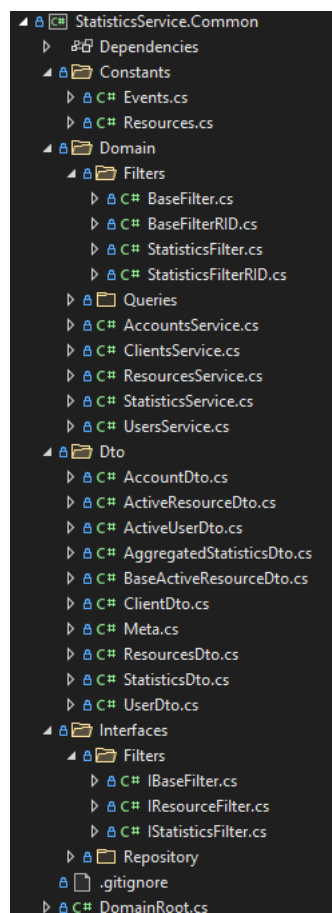 C# StatisticsService.Common
Dependencies
Constants
C# Events.cs
C# Resources.cs
Domain
Filters
C# BaseFilter.cs
C# BaseFilterRID.cs
C# StatisticsFilter.cs
C# StatisticsFilterRID.cs
Queries
C# AccountsService.cs
C# ClientsService.cs
C# ResourcesService.cs
C# StatisticsService.cs
C# UsersService.cs
Dto
C# AccountDto.cs
C# ActiveResourceDto.cs
C# ActiveUserDto.cs
C# AggregatedStatisticsDto.cs
C# BaseActiveResourceDto.cs
C# ClientDto.cs
C# Meta.cs
C# ResourcesDto.cs
C# StatisticsDto.cs
C# UserDto.cs
Interfaces
Filters
C# IBaseFilter.cs
C# IResourceFilter.cs
C# IStatisticsFilter.cs
Repository
.gitignore
C# DomainRoot.cs